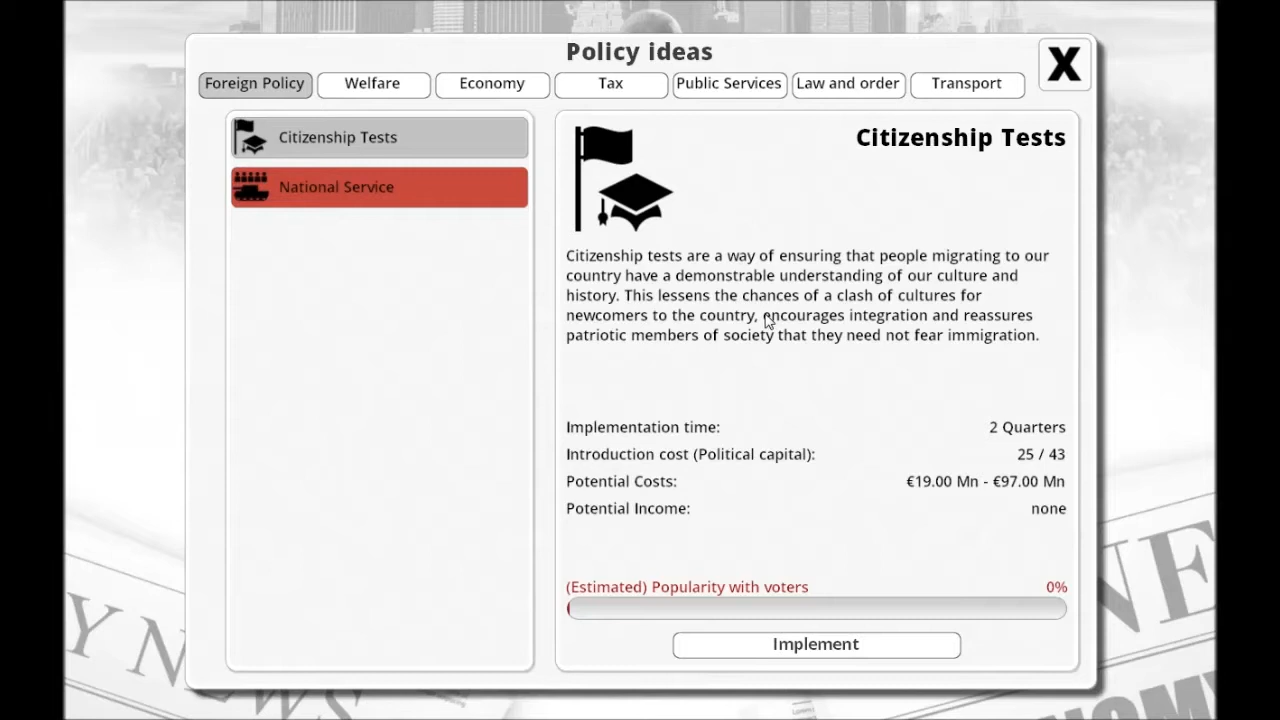 Policy ideas
X
Foreign Policy
Welfare
Economy
Tax
Public Services
Law and order
Transport
Citizenship Tests
National Service
Citizenship Tests
Citizenship tests are a way of ensuring that people migrating to our
country have a demonstrable understanding of our culture and
history. This lessens the chances of a clash of cultures for
newcomers to the country, encourages integration and reassures
patriotic members of society that they need not fear immigration.
Implementation time: 2 Quarters
Introduction cost (Political capital): 25 / 43
Potential Costs: €19.00 Mn - €97.00 Mn
Potential Income: none
(Estimated) Popularity with voters 0%
Implement
Y NEWS
NE